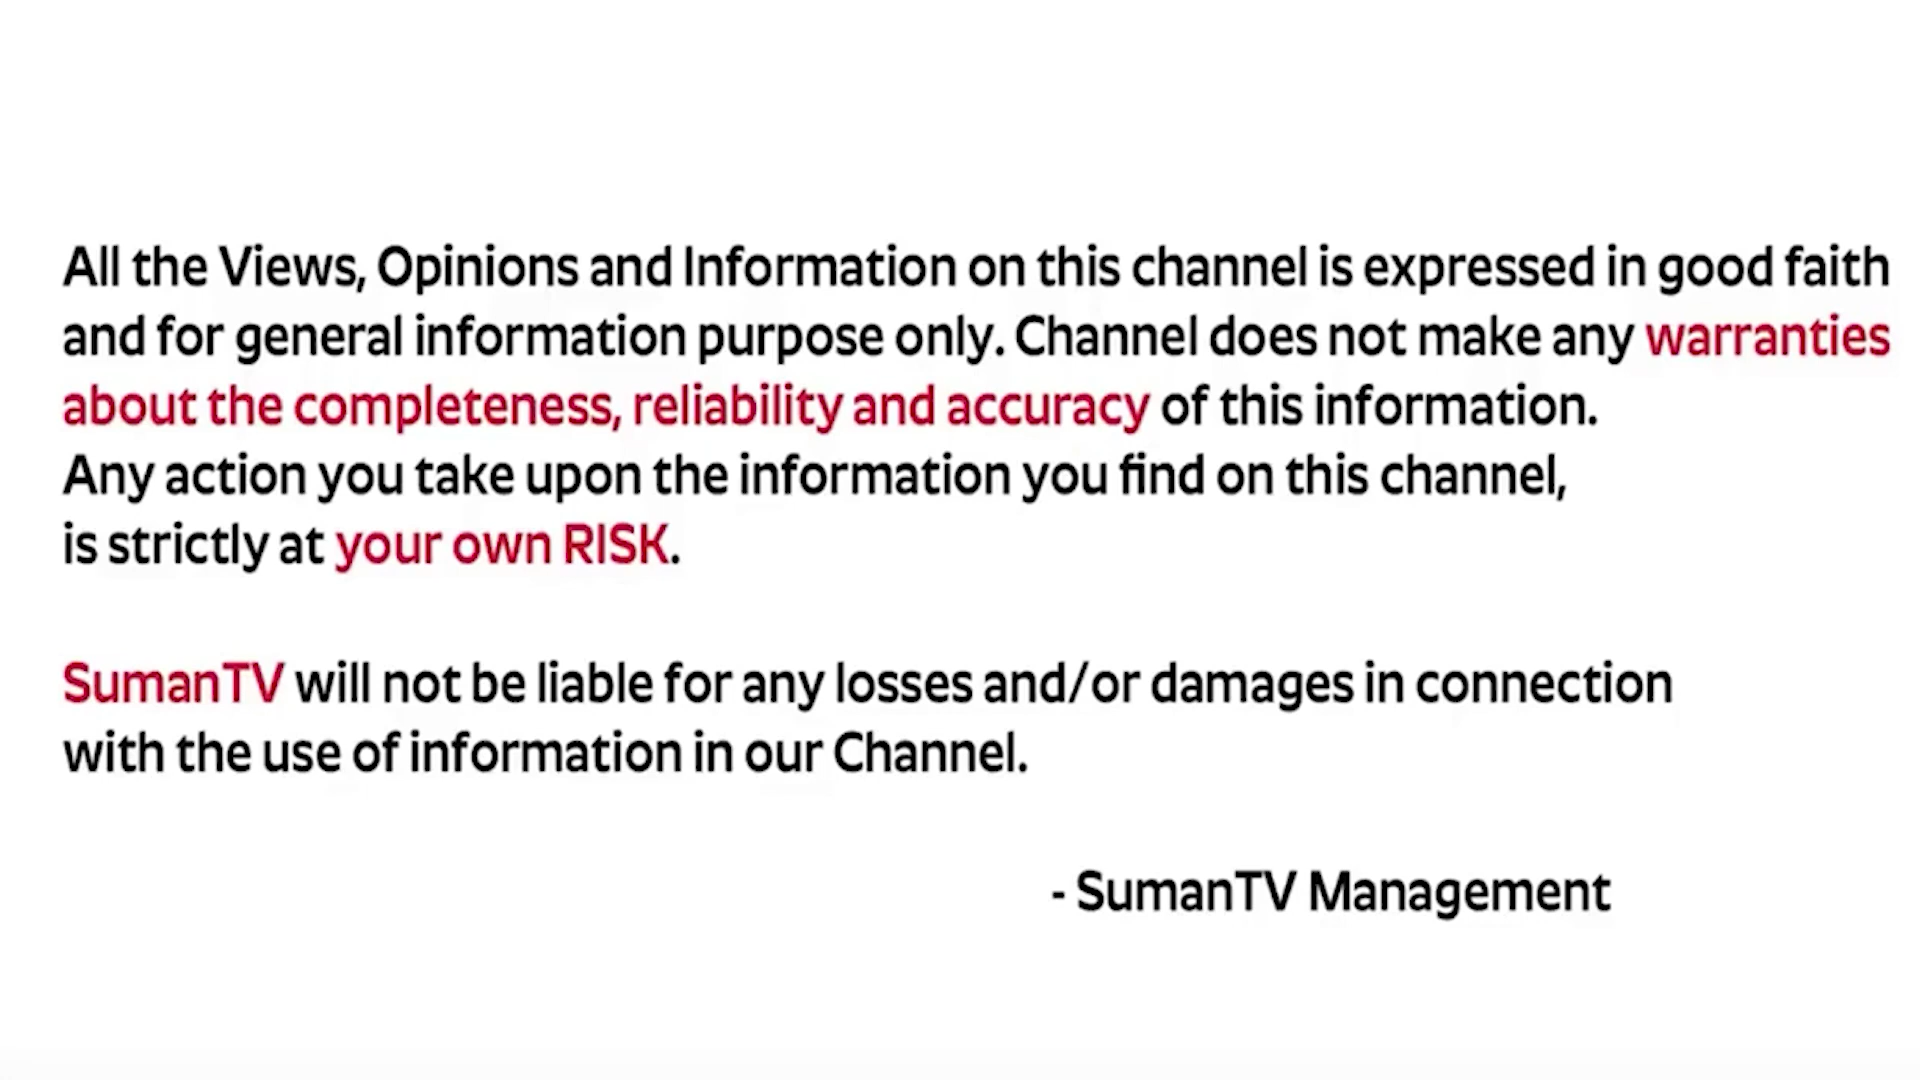 All the Views, Opinions and Information on this channel is expressed in good faith
and for general information purpose only. Channel does not make any warranties
about the completeness, reliability and accuracy of this information.
Any action you take upon the information you find on this channel,
is strictly at your own RISK.
SumanTV will not be liable for any losses and/or damages in connection
with the use of information in our Channel.
- SumanTV Management